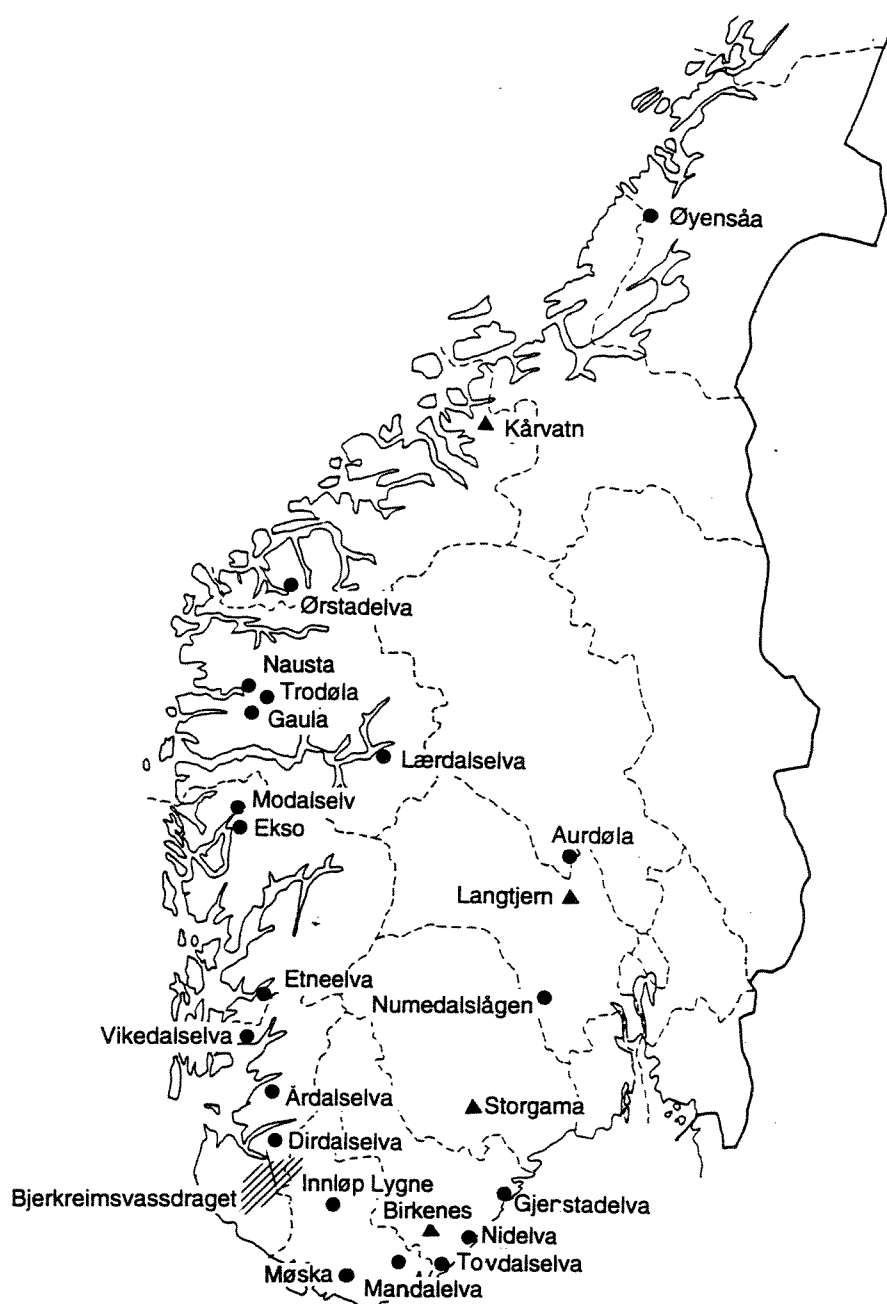 Øyensåa
Kårvatn
Ørstadelva
Nausta
Trodøla
Gaula
Lærdalselva
Modalselv
Ekso
Aurdøla
Langtjern
Etneelva
Numedalslågen
Vikedalselva
Årdalselva
Storgama
Dirdalselva
Bjerkreimsvassdraget
Innløp Lygne
Gjerstadelva
Birkenes
Nidelva
Tovdalselva
Møska
Mandalelva